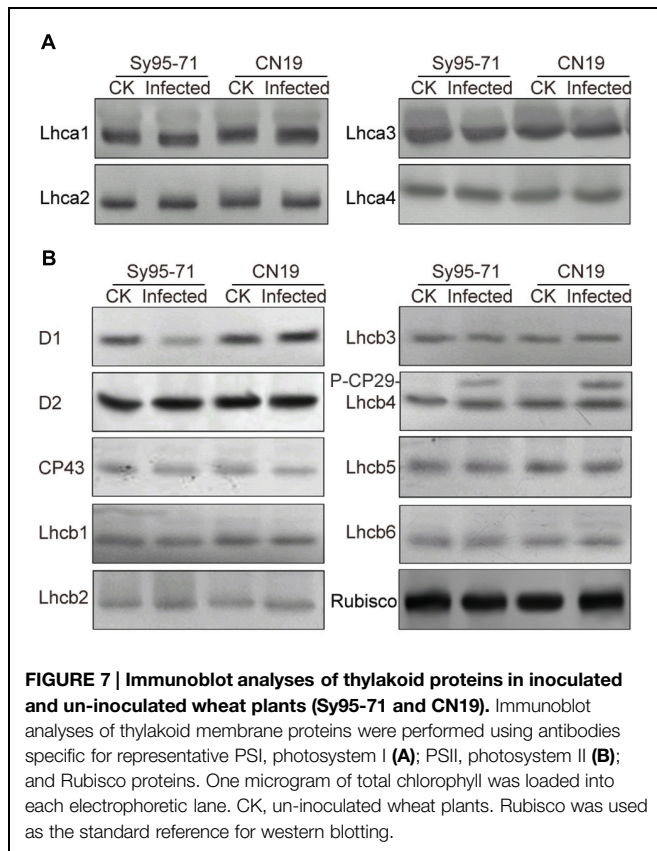 A
Sy95-71 CN19
CK Infected CK Infected
Lhca1
Lhca2
Sy95-71 CN19
CK Infected CK Infected
Lhca3
Lhca4
B
Sy95-71 CN19
CK Infected CK Infected
D1
D2
CP43
Lhcb1
Lhcb2
Sy95-71 CN19
CK Infected CK Infected
Lhcb3
P-CP29-
Lhcb4
Lhcb5
Lhcb6
Rubisco
FIGURE 7 | Immunoblot analyses of thylakoid proteins in inoculated
and un-inoculated wheat plants (Sy95-71 and CN19). Immunoblot
analyses of thylakoid membrane proteins were performed using antibodies
specific for representative PSI, photosystem I (A); PSII, photosystem II (B);
and Rubisco proteins. One microgram of total chlorophyll was loaded into
each electrophoretic lane. CK, un-inoculated wheat plants. Rubisco was used
as the standard reference for western blotting.